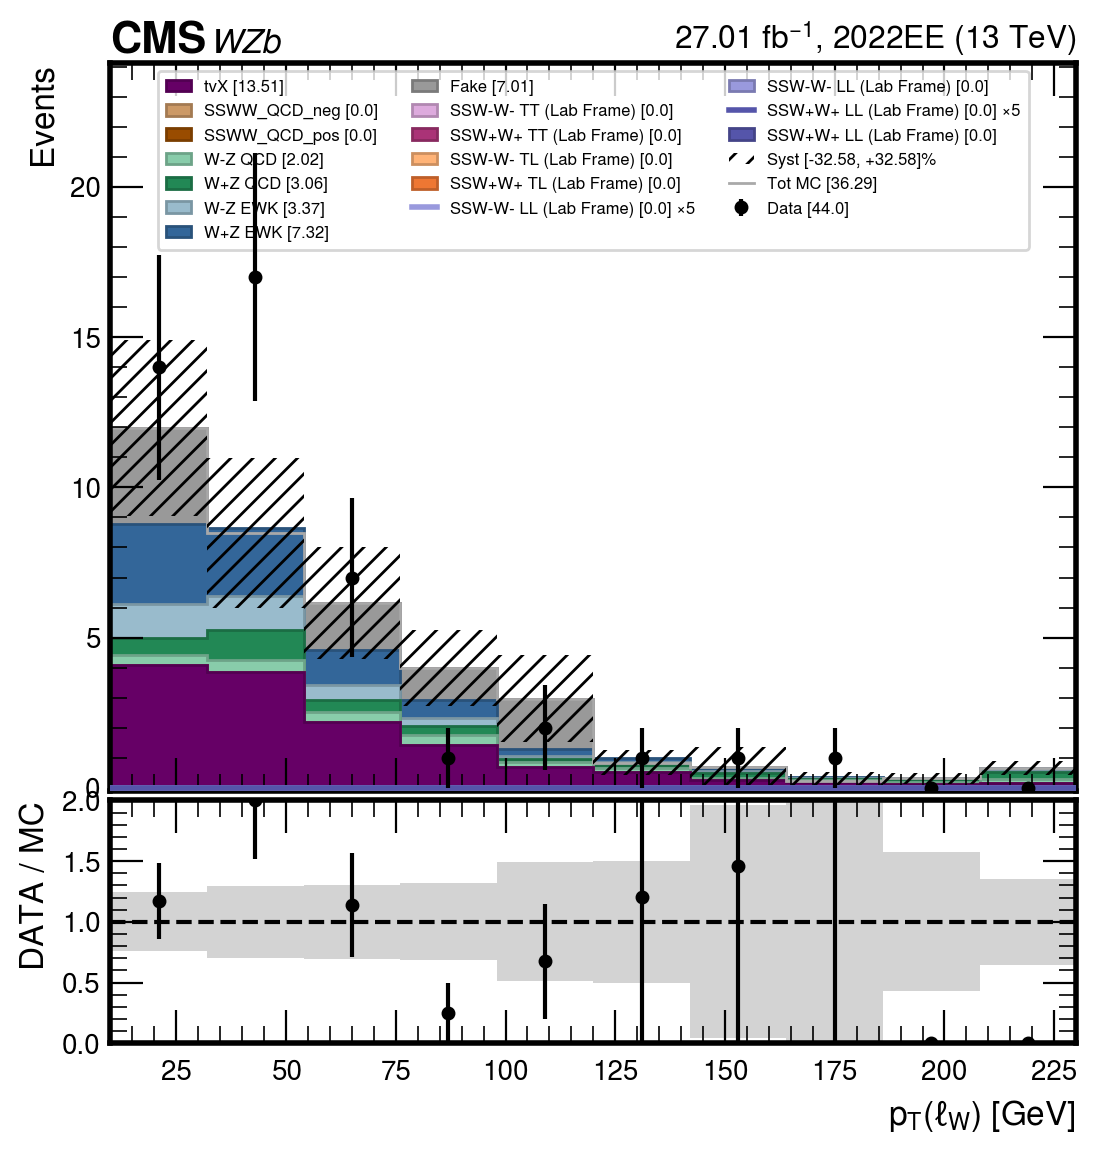 CMS WZb 27.01 fb⁻¹, 2022EE (13 TeV)
Events
tvX [13.51]
SSWW_QCD_neg [0.0]
SSWW_QCD_pos [0.0]
W-Z QCD [2.02]
W+Z QCD [3.06]
W-Z EWK [3.37]
W+Z EWK [7.32]
Fake [7.01]
SSW-W- TT (Lab Frame) [0.0]
SSW+W+ TT (Lab Frame) [0.0]
SSW-W- TL (Lab Frame) [0.0]
SSW+W+ TL (Lab Frame) [0.0]
SSW-W- LL (Lab Frame) [0.0] ×5
SSW-W- LL (Lab Frame) [0.0]
SSW+W+ LL (Lab Frame) [0.0] ×5
SSW+W+ LL (Lab Frame) [0.0]
Syst [-32.58, +32.58]%
Tot MC [36.29]
Data [44.0]
20
15
10
5
0
DATA / MC
2.0
1.5
1.0
0.5
0.0
25 50 75 100 125 150 175 200 225
p_T(ℓ_W) [GeV]